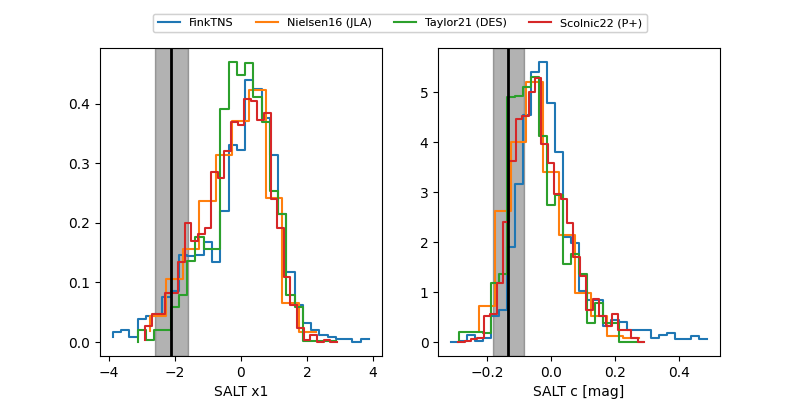 FinkTNS Nielsen16 (JLA) Taylor21 (DES) Scolnic22 (P+)
0.4
0.3
0.2
0.1
0.0
−4 −2 0 2 4
SALT x1
5
4
3
2
1
0
−0.2 0.0 0.2 0.4
SALT c [mag]